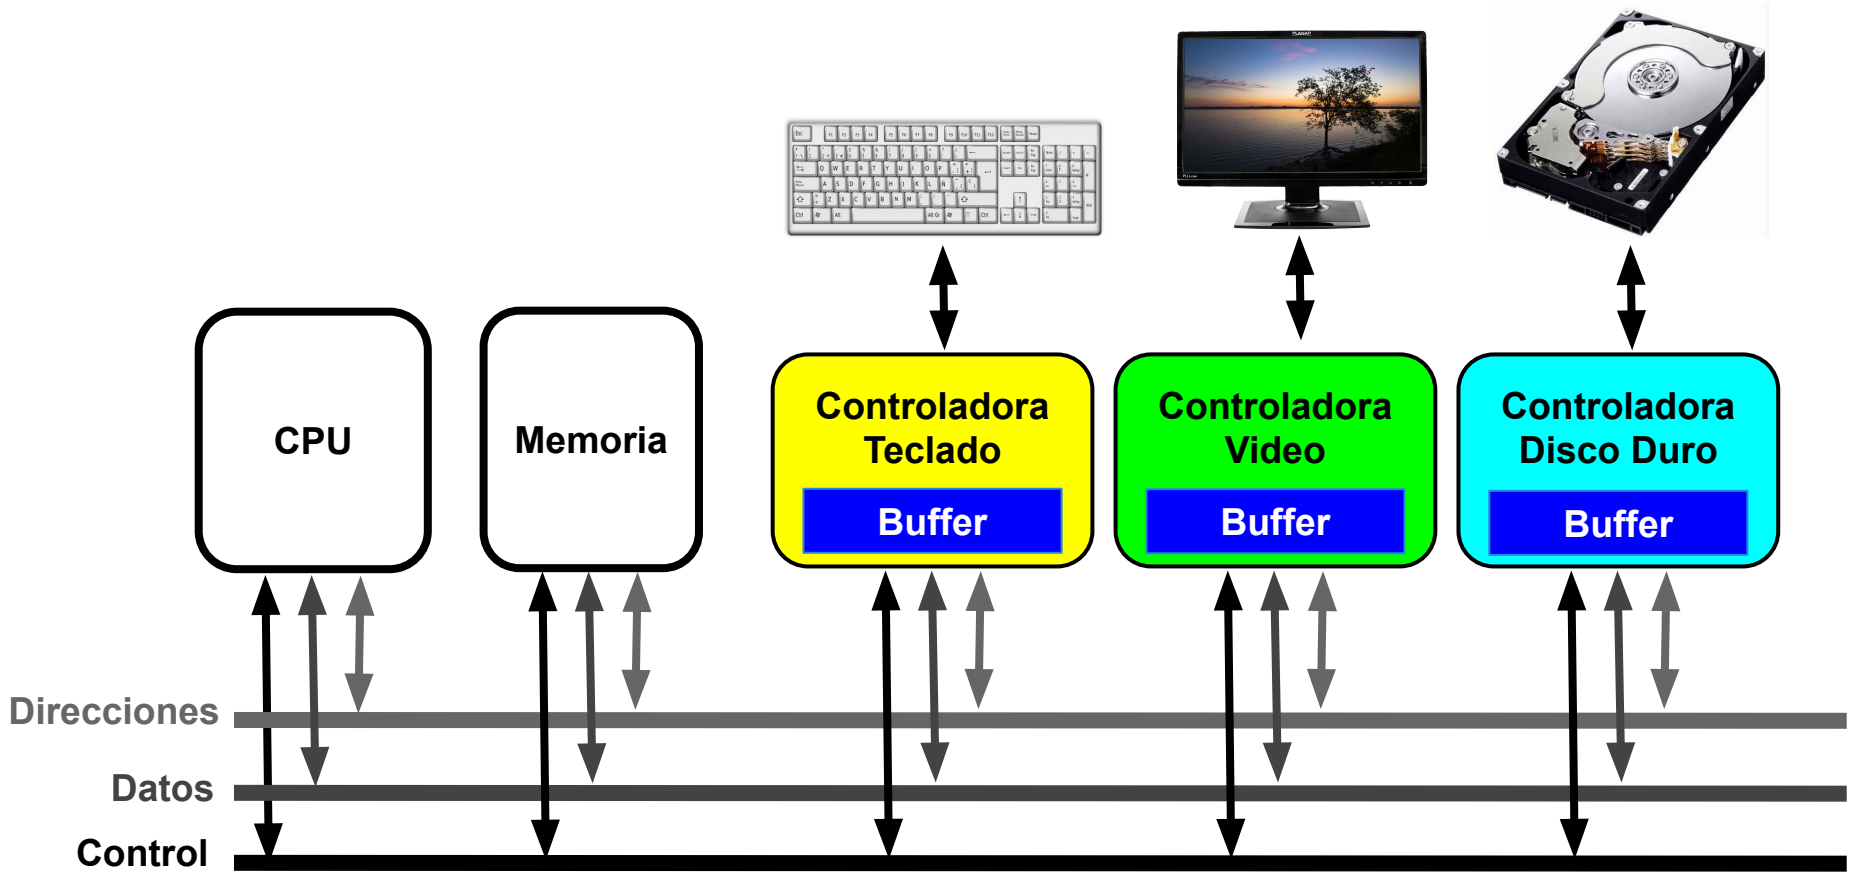 CPU
Memoria
Controladora
Teclado
Buffer
Controladora
Video
Buffer
Controladora
Disco Duro
Buffer
Direcciones
Datos
Control